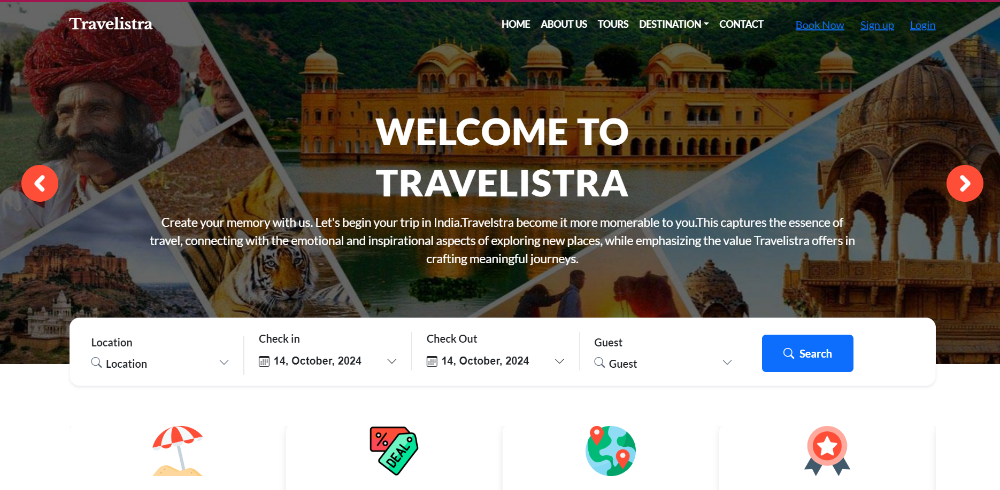 Travelistra
HOME ABOUT US TOURS DESTINATION CONTACT Book Now Sign up Login
WELCOME TO
TRAVELISTRA
Create your memory with us. Let's begin your trip in India.Travelstra become it more momerable to you.This captures the essence of
travel, connecting with the emotional and inspirational aspects of exploring new places, while emphasizing the value Travelistra offers in
crafting meaningful journeys.
Location
Location
Check in
14, October, 2024
Check Out
14, October, 2024
Guest
Guest
Search
%
DEAL